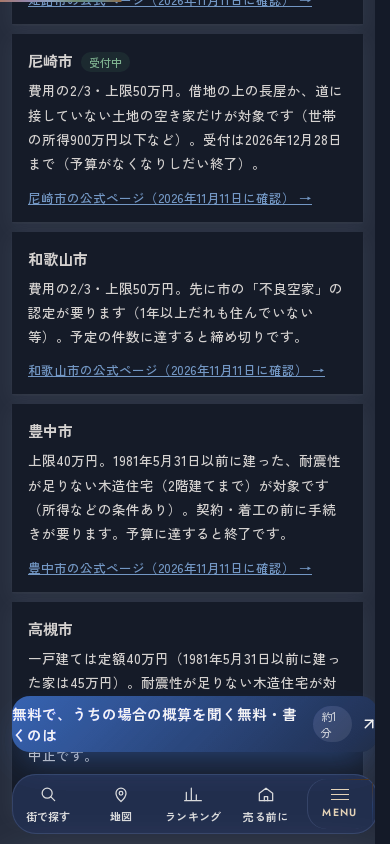 尼崎市 受付中
費用の2/3・上限50万円。借地の上の長屋か、道に
接していない土地の空き家だけが対象です（世帯
の所得900万円以下など）。受付は2026年12月28日
まで（予算がなくなりしだい終了）。
尼崎市の公式ページ（2026年11月11日に確認） →
和歌山市
費用の2/3・上限50万円。先に市の「不良空家」の
認定が要ります（1年以上だれも住んでいない
等）。予定の件数に達すると締め切りです。
和歌山市の公式ページ（2026年11月11日に確認） →
豊中市
上限40万円。1981年5月31日以前に建った、耐震性
が足りない木造住宅（2階建てまで）が対象です
（所得などの条件あり）。契約・着工の前に手続
きが要ります。予算に達すると終了です。
豊中市の公式ページ（2026年11月11日に確認） →
高槻市
一戸建ては定額40万円（1981年5月31日以前に建っ
た家は45万円）。耐震性が足りない木造住宅が対
無料で、うちの場合の概算を聞く無料・書
くのは
約1
分
中止です。
街で探す 地図 ランキング 売る前に MENU